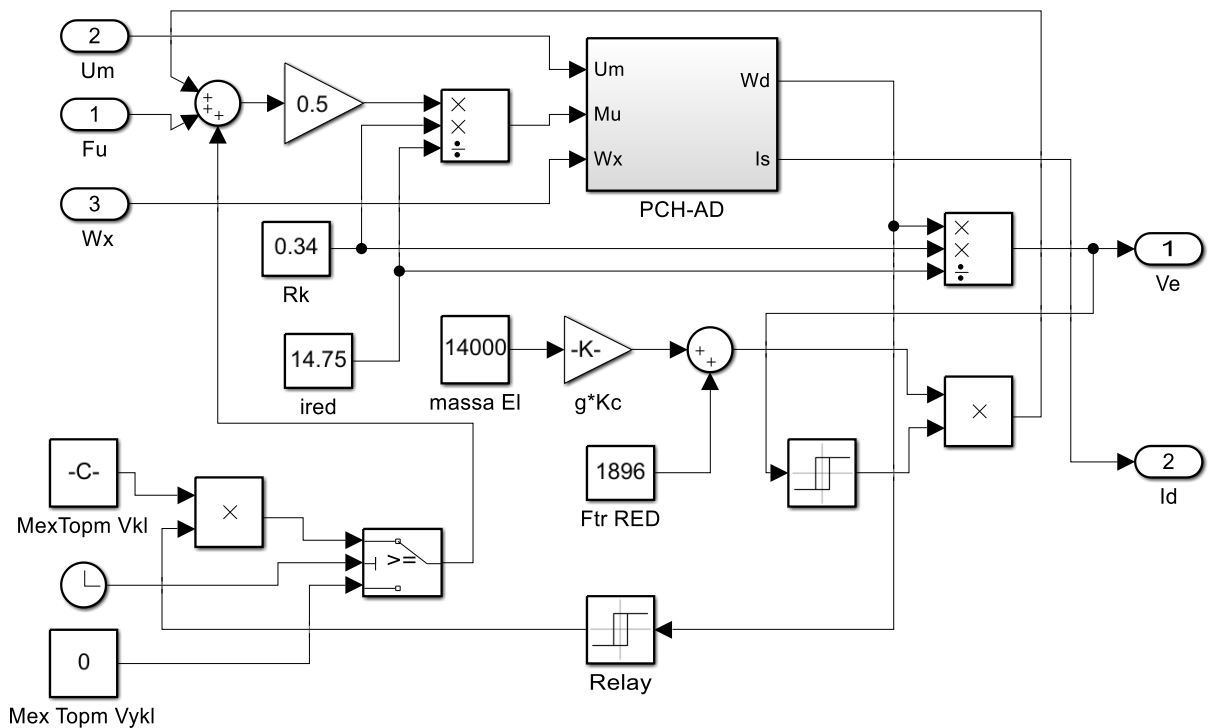 2
Um
1
Fu
3
Wx
+
+
+
0.5
×
×
÷
Um
Mu
Wx
Wd
Is
PCH-AD
0.34
Rk
14.75
ired
×
×
÷
1
Ve
14000
massa El
-K-
g*Kc
+
+
1896
Ftr RED
×
2
Id
-C-
MexTopm Vkl
×
>=
0
Mex Topm Vykl
Relay